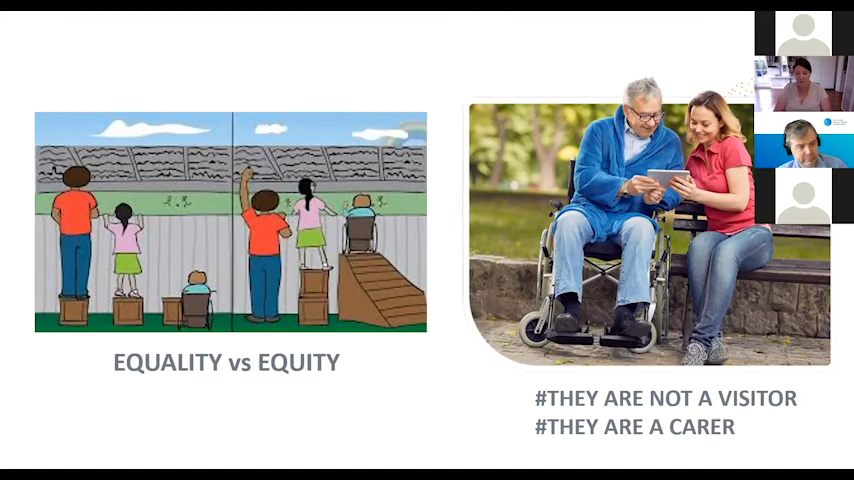 EQUALITY vs EQUITY
#THEY ARE NOT A VISITOR
#THEY ARE A CARER